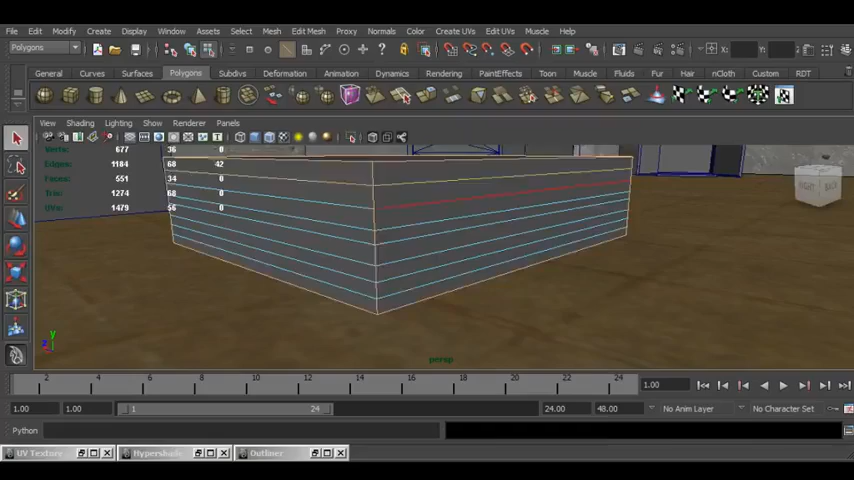 File Edit Modify Create Display Window Assets Select Mesh Edit Mesh Proxy Normals Color Create UVs Edit UVs Muscle Help
Polygons X: Y:
General Curves Surfaces Polygons Subdivs Deformation Animation Dynamics Rendering PaintEffects Toon Muscle Fluids Fur Hair nCloth Custom RDT
View Shading Lighting Show Renderer Panels
Verts: 677 36 0
Edges: 1184 68 42
Faces: 551 34 0
Tris: 1274 68 0
UVs: 1479 56 0
RIGHT BACK
y
z
persp
2 4 6 8 10 12 14 16 18 20 22 24 1.00
1.00 1.00 1 24 24.00 48.00 No Anim Layer No Character Set
Python
UV Texture Hypershade Outliner